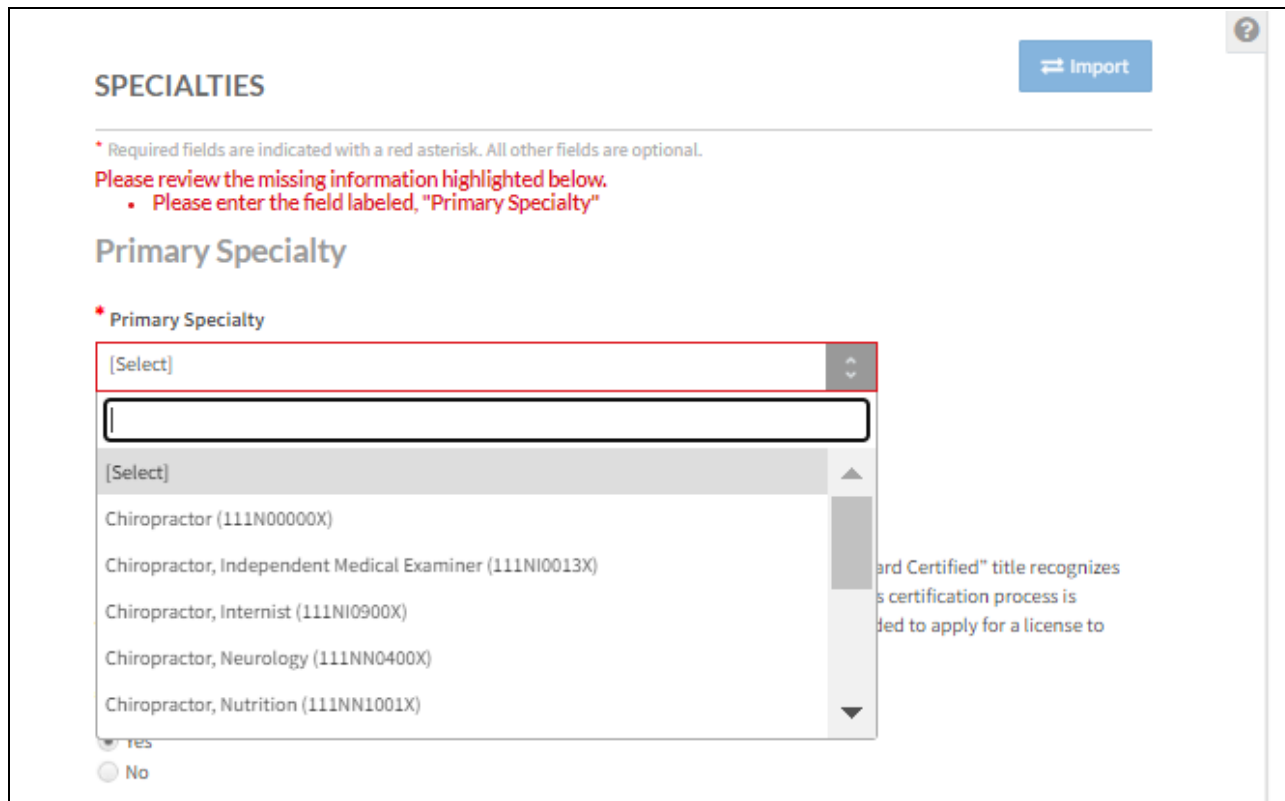 Import
SPECIALTIES
* Required fields are indicated with a red asterisk. All other fields are optional.
Please review the missing information highlighted below.
• Please enter the field labeled, "Primary Specialty"
Primary Specialty
* Primary Specialty
[Select]
[Select]
Chiropractor (111N00000X)
Chiropractor, Independent Medical Examiner (111NI0013X)
ard Certified” title recognizes
Chiropractor, Internist (111NI0900X)
s certification process is
ded to apply for a license to
Chiropractor, Neurology (111NN0400X)
Chiropractor, Nutrition (111NN1001X)
Yes
No